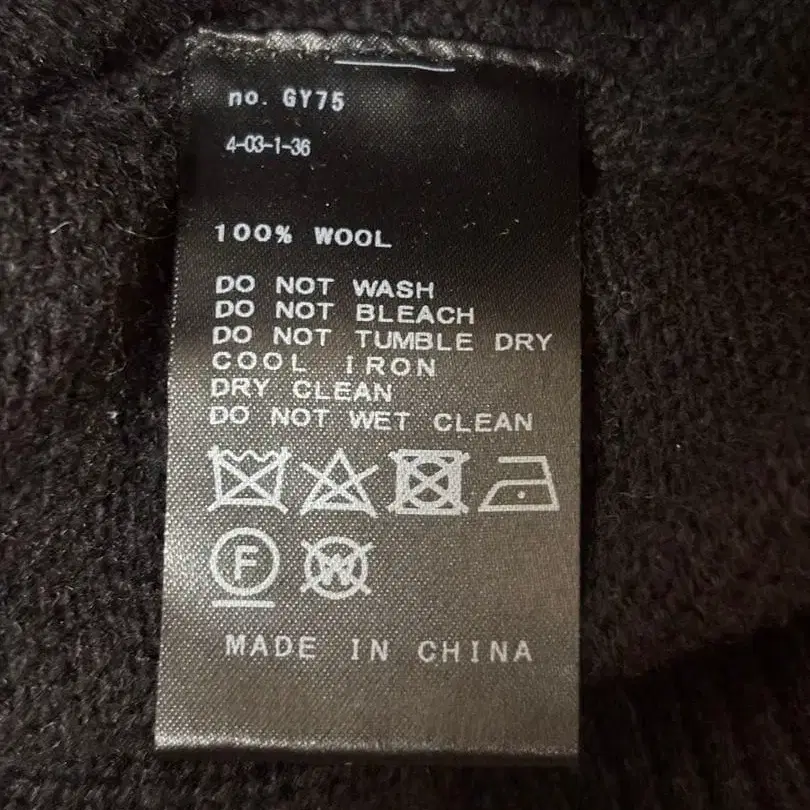 no. GY75
4-03-1-36
100% WOOL
DO NOT WASH
DO NOT BLEACH
DO NOT TUMBLE DRY
COOL IRON
DRY CLEAN
DO NOT WET CLEAN
F W
MADE IN CHINA